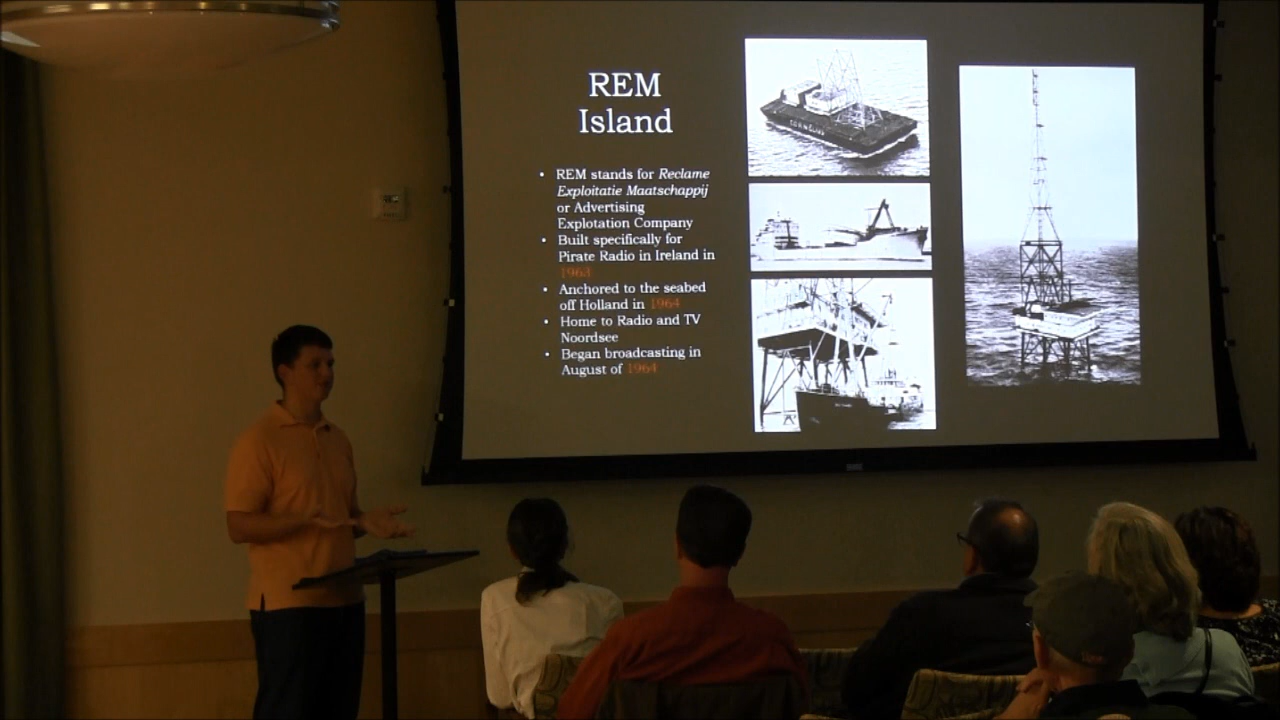 REM
Island
• REM stands for Reclame
Exploitatie Maatschappij
or Advertising
Explotation Company
• Built specifically for
Pirate Radio in Ireland in
1963
• Anchored to the seabed
off Holland in 1964
• Home to Radio and TV
Noordsee
• Began broadcasting in
August of 1964